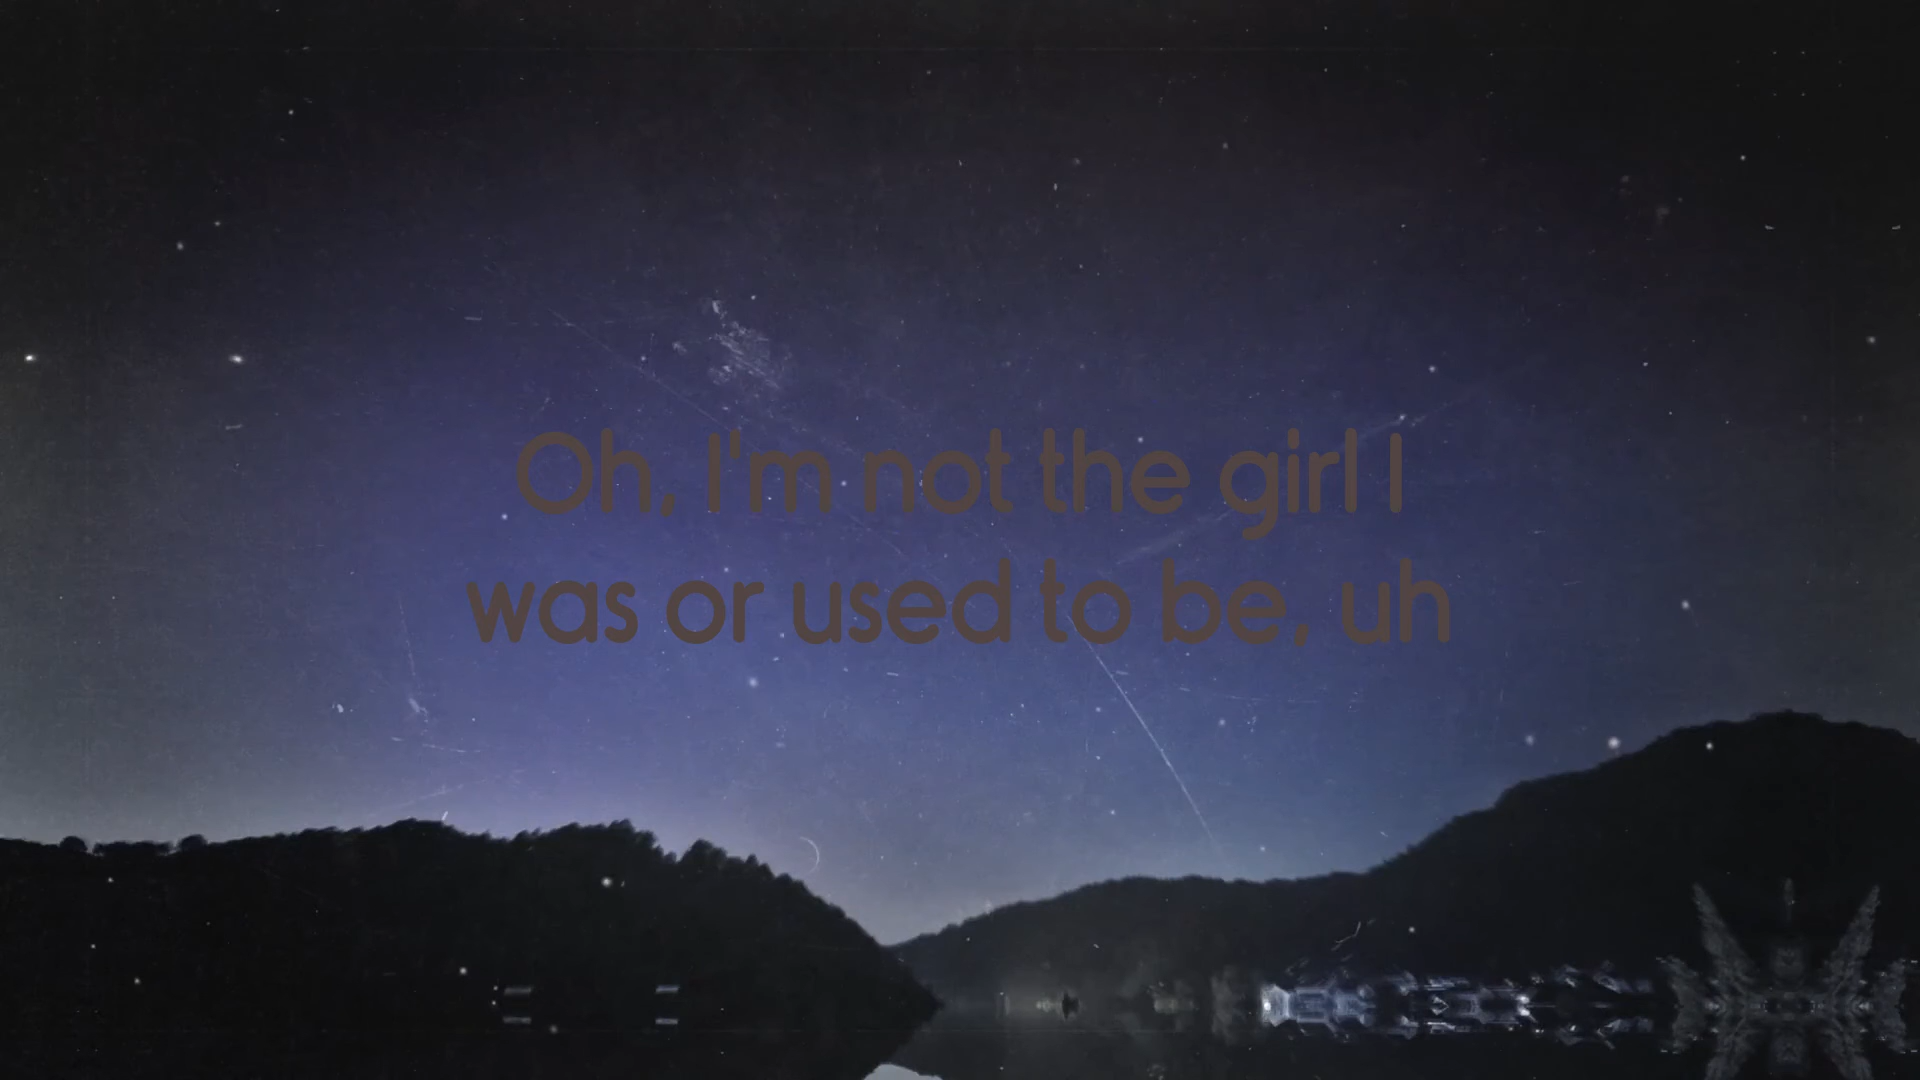 Oh, I'm not the girl I
was or used to be, uh